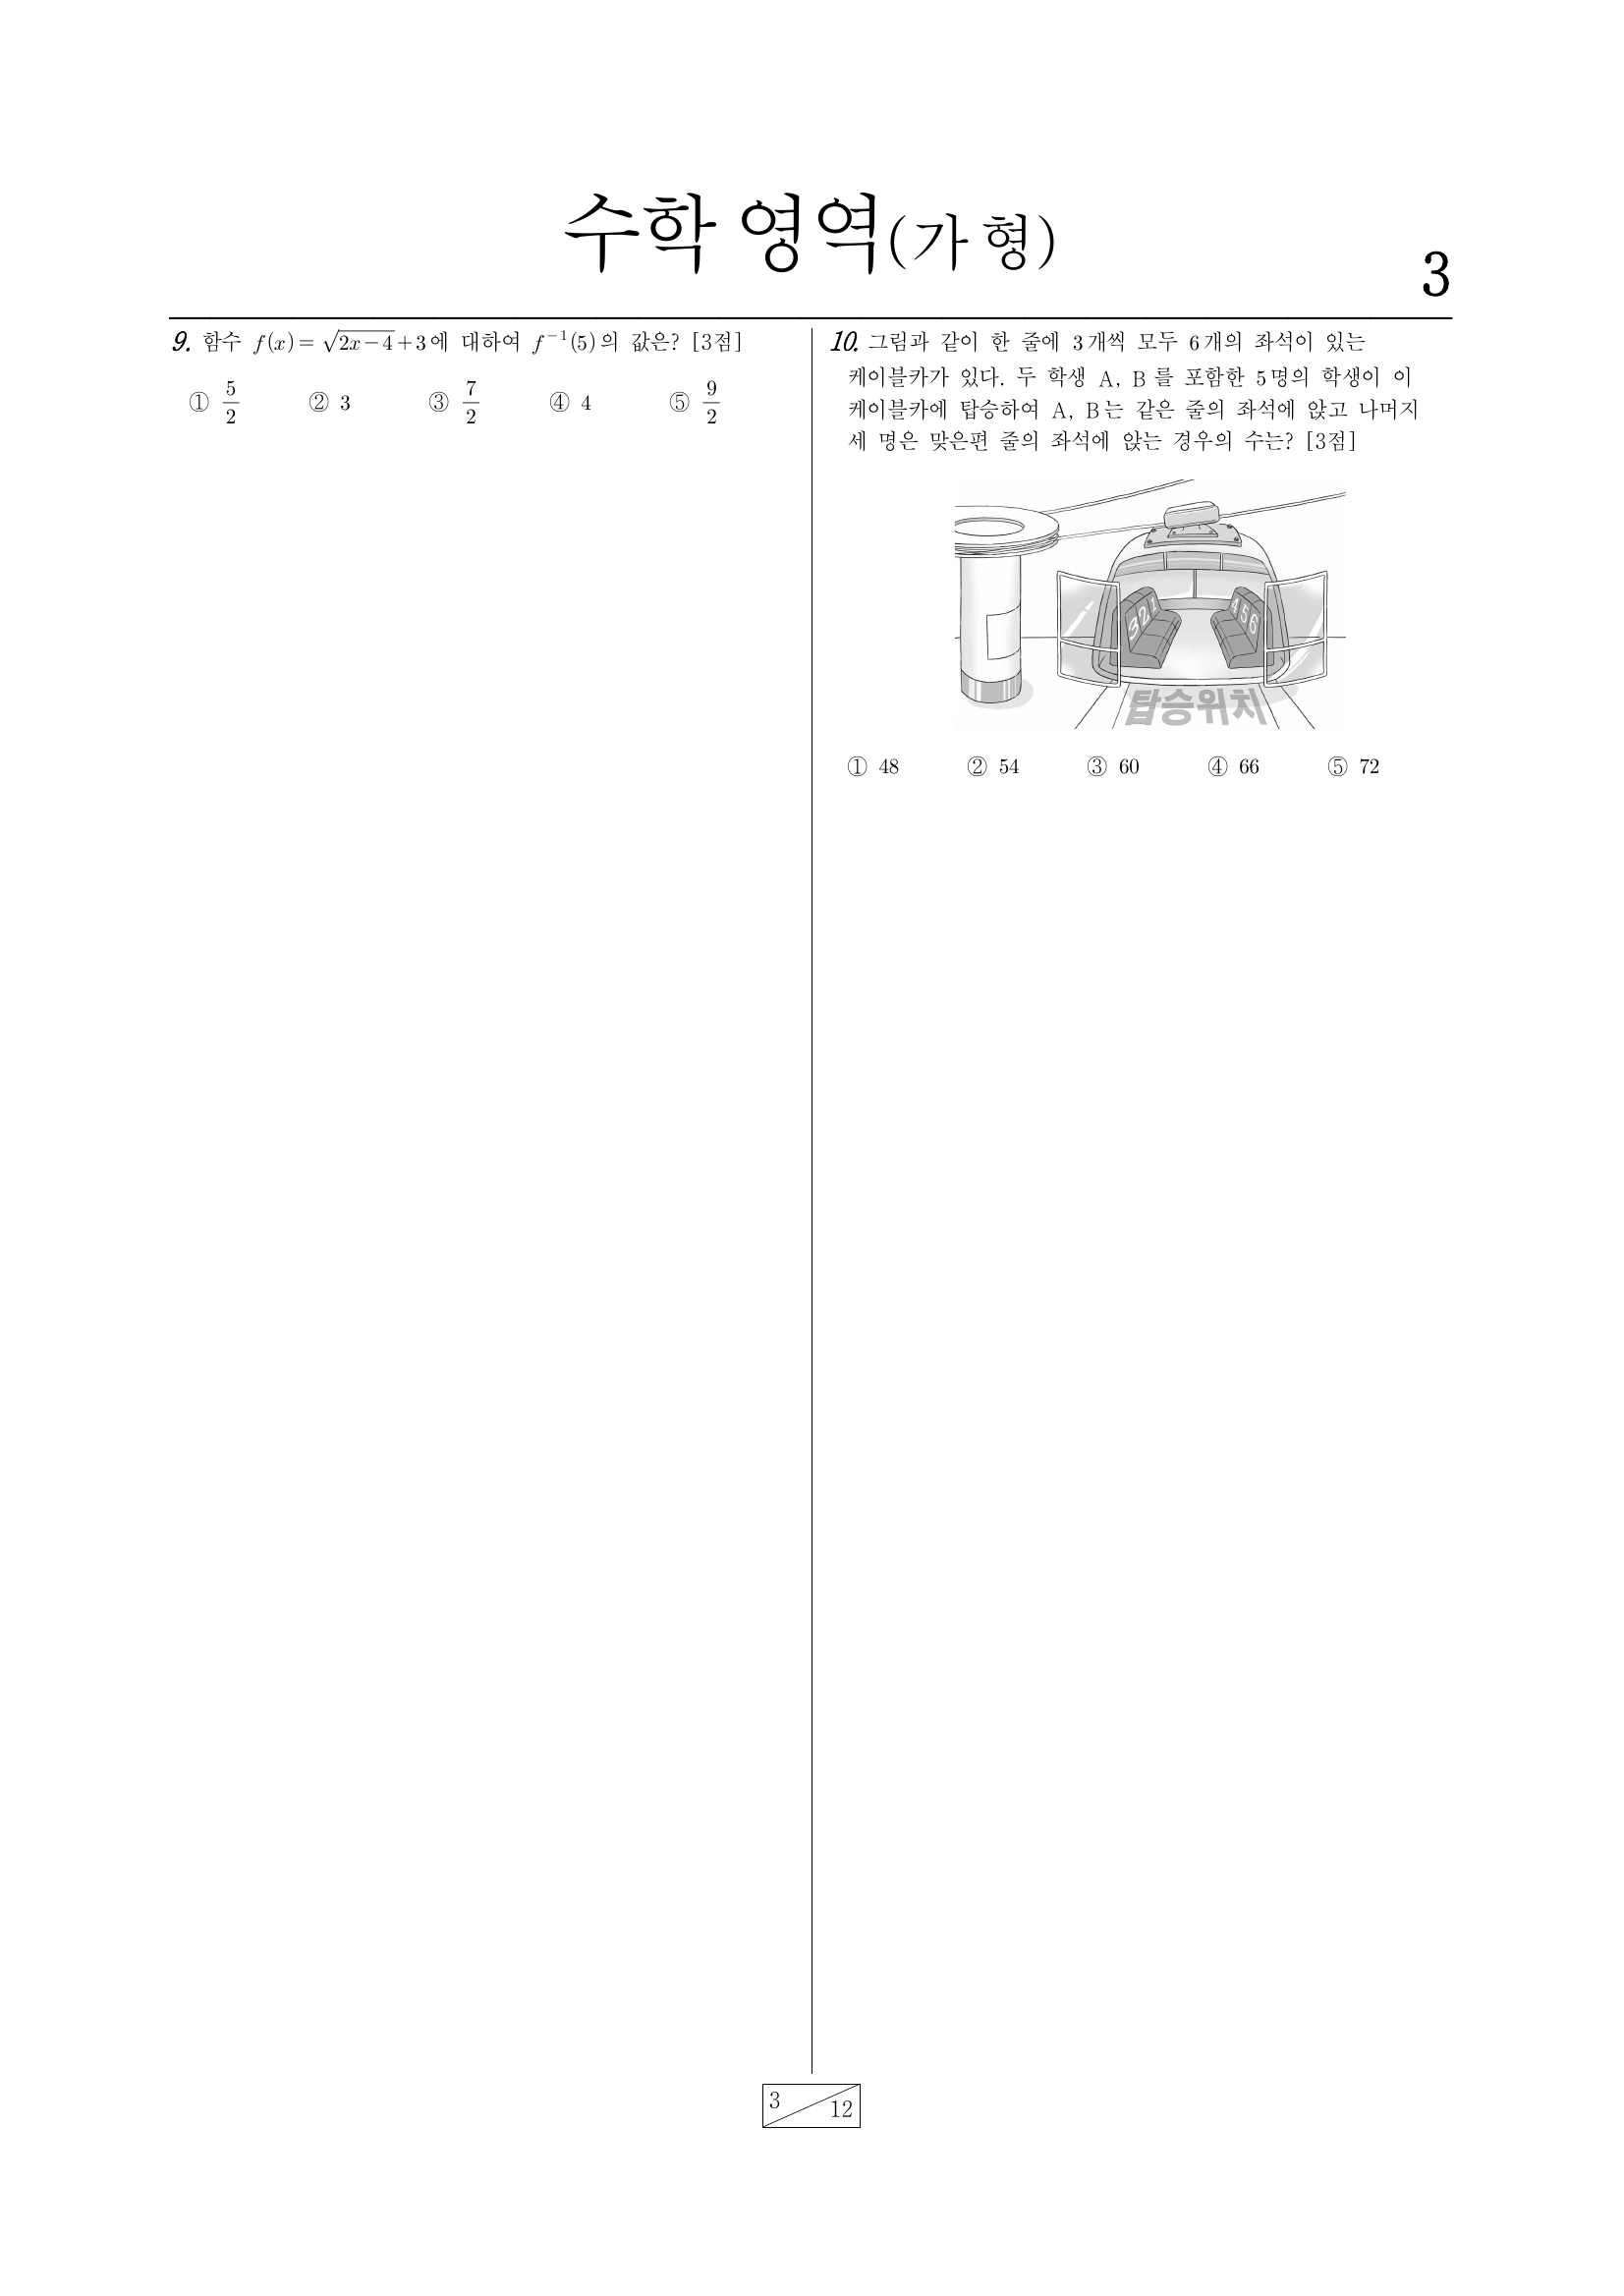 수학 영역(가 형)
3
9. 함수 f(x)=√(2x-4)+3에 대하여 f⁻¹(5)의 값은? [3점]
① 5/2 ② 3 ③ 7/2 ④ 4 ⑤ 9/2
10. 그림과 같이 한 줄에 3개씩 모두 6개의 좌석이 있는
케이블카가 있다. 두 학생 A, B를 포함한 5명의 학생이 이
케이블카에 탑승하여 A, B는 같은 줄의 좌석에 앉고 나머지
세 명은 맞은편 줄의 좌석에 앉는 경우의 수는? [3점]
3 2 1 4 5 6
탑승위치
① 48 ② 54 ③ 60 ④ 66 ⑤ 72
3 12